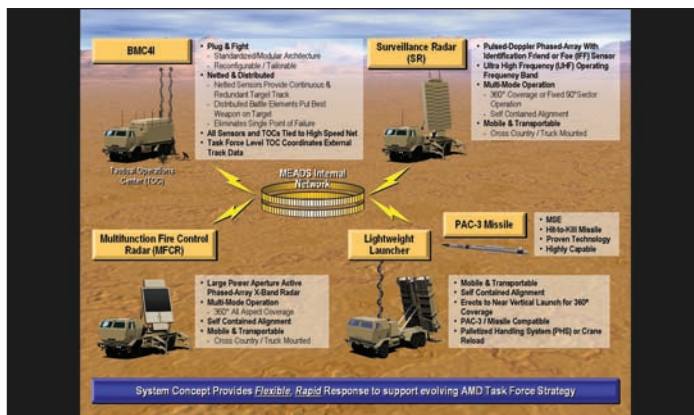 BMC4I
• Plug & Fight
– Standardized/Modular Architecture
– Reconfigurable / Tailorable
• Netted & Distributed
– Netted Sensors Provide Continuous &
Redundant Target Track
– Distributed Battle Elements Put Best
Weapon on Target
– Eliminates Single Point of Failure
• All Sensors and TOCs Tied to High Speed Net
• Task Force Level TOC Coordinates External
Track Data
Tactical Operations
Center (TOC)
Surveillance Radar
(SR)
• Pulsed-Doppler Phased-Array With
Identification Friend or Foe (IFF) Sensor
• Ultra High Frequency (UHF) Operating
Frequency Band
• Multi-Mode Operation
– 360° Coverage or Fixed 90° Sector
Operation
– Self Contained Alignment
• Mobile & Transportable
– Cross Country / Truck Mounted
MEADS Internal
Network
Multifunction Fire Control
Radar (MFCR)
• Large Power Aperture Active
Phased-Array X-Band Radar
• Multi-Mode Operation
– 360° All Aspect Coverage
• Self Contained Alignment
• Mobile & Transportable
– Cross Country / Truck Mounted
Lightweight
Launcher
PAC-3 Missile
• MSE
• Hit-to-Kill Missile
• Proven Technology
• Highly Capable
• Mobile & Transportable
• Self Contained Alignment
• Erects to Near Vertical Launch for 360°
Coverage
• PAC-3 / Missile Compatible
• Palletized Handling System (PHS) or Crane
Reload
System Concept Provides Flexible, Rapid Response to support evolving AMD Task Force Strategy